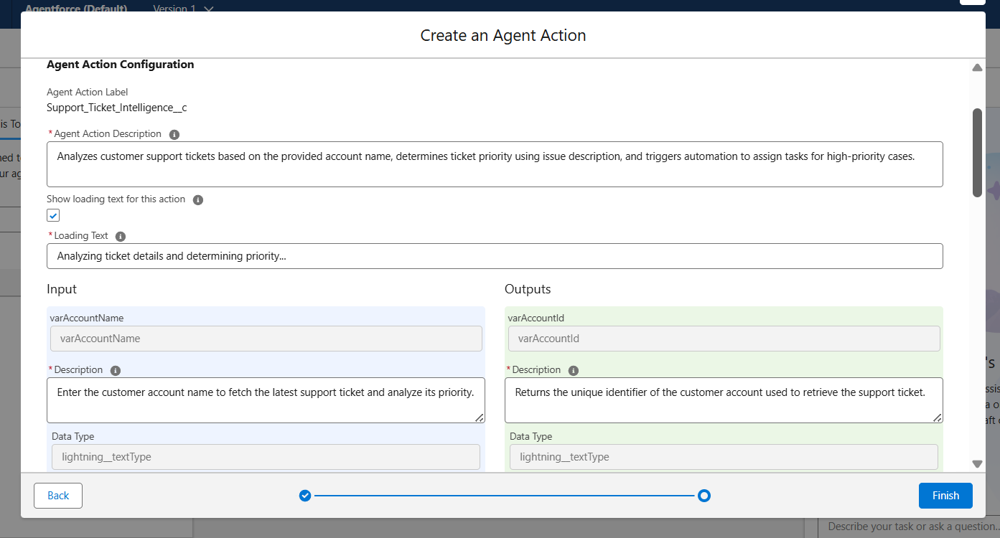 Agentforce (Default) Version 1
Create an Agent Action
Agent Action Configuration
Agent Action Label
Support_Ticket_Intelligence__c
is To
* Agent Action Description
Analyzes customer support tickets based on the provided account name, determines ticket priority using issue description, and triggers automation to assign tasks for high-priority cases.
Show loading text for this action
* Loading Text
Analyzing ticket details and determining priority...
Input
Outputs
varAccountName
varAccountId
varAccountName
varAccountId
* Description
* Description
's
Enter the customer account name to fetch the latest support ticket and analyze its priority.
Returns the unique identifier of the customer account used to retrieve the support ticket.
Data Type
Data Type
lightning__textType
lightning__textType
Back
Finish
Describe your task or ask a question...